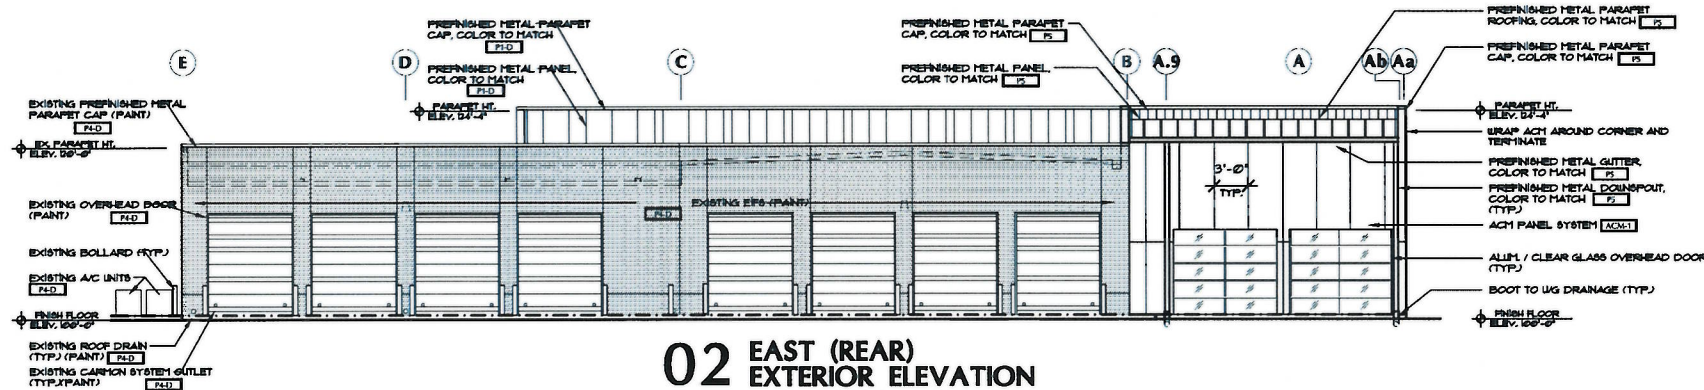 PREFINISHED METAL PARAPET
CAP, COLOR TO MATCH P1-D
PREFINISHED METAL PANEL,
COLOR TO MATCH
P1-D
PREFINISHED METAL PARAPET
CAP, COLOR TO MATCH P5
PREFINISHED METAL PANEL,
COLOR TO MATCH P5
PREFINISHED METAL PARAPET
ROOFING, COLOR TO MATCH P5
PREFINISHED METAL PARAPET
CAP, COLOR TO MATCH P5
E
D
C
B
A.9
A
Ab
Aa
EXISTING PREFINISHED METAL
PARAPET CAP (PAINT)
P4-D
EX. PARAPET HT.
ELEV. 120'-0"
PARAPET HT.
ELEV. 124'-4"
PARAPET HT.
ELEV. 124'-4"
WRAP ACM AROUND CORNER AND
TERMINATE
PREFINISHED METAL GUTTER,
COLOR TO MATCH P5
PREFINISHED METAL DOWNSPOUT,
COLOR TO MATCH P5
(TYP.)
ACM PANEL SYSTEM ACM-1
ALUM. / CLEAR GLASS OVERHEAD DOOR
(TYP.)
BOOT TO U/G DRAINAGE (TYP.)
FINISH FLOOR
ELEV. 100'-0"
3'-0"
TYP.
EXISTING EIFS (PAINT)
P4-D
EXISTING OVERHEAD DOOR
(PAINT) P4-D
EXISTING BOLLARD (TYP.)
EXISTING A/C UNITS
P4-D
FINISH FLOOR
ELEV. 100'-0"
EXISTING ROOF DRAIN
(TYP.) (PAINT) P4-D
EXISTING CARMON SYSTEM OUTLET
(TYP.)(PAINT) P4-D
02 EAST (REAR)
EXTERIOR ELEVATION